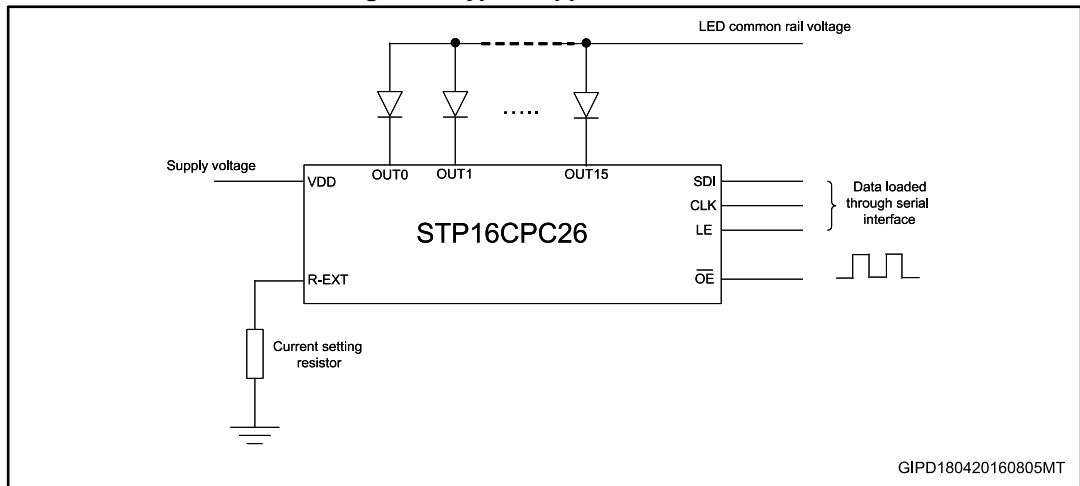 LED common rail voltage
.....
Supply voltage
VDD
OUT0
OUT1
OUT15
SDI
CLK
LE
Data loaded
through serial
interface
STP16CPC26
R-EXT
OE
Current setting
resistor
GIPD180420160805MT